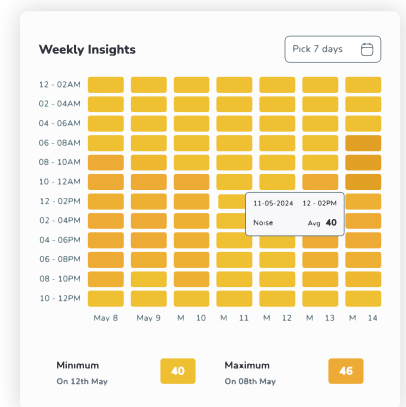 Weekly Insights
Pick 7 days
12 - 02AM
02 - 04AM
04 - 06AM
06 - 08AM
08 - 10AM
10 - 12AM
12 - 02PM
02 - 04PM
04 - 06PM
06 - 08PM
08 - 10PM
10 - 12PM
11-05-2024 12 - 02PM
Noise Avg 40
May 8 May 9 M 10 M 11 M 12 M 13 M 14
Minimum
On 12th May
40
Maximum
On 08th May
46